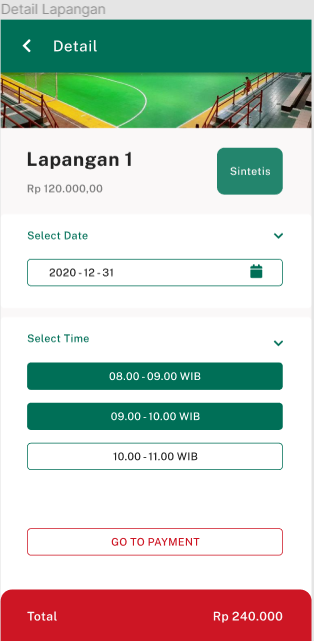 Detail Lapangan
Detail
Lapangan 1
Sintetis
Rp 120.000,00
Select Date
2020 - 12 - 31
Select Time
08.00 - 09.00 WIB
09.00 - 10.00 WIB
10.00 - 11.00 WIB
GO TO PAYMENT
Total Rp 240.000